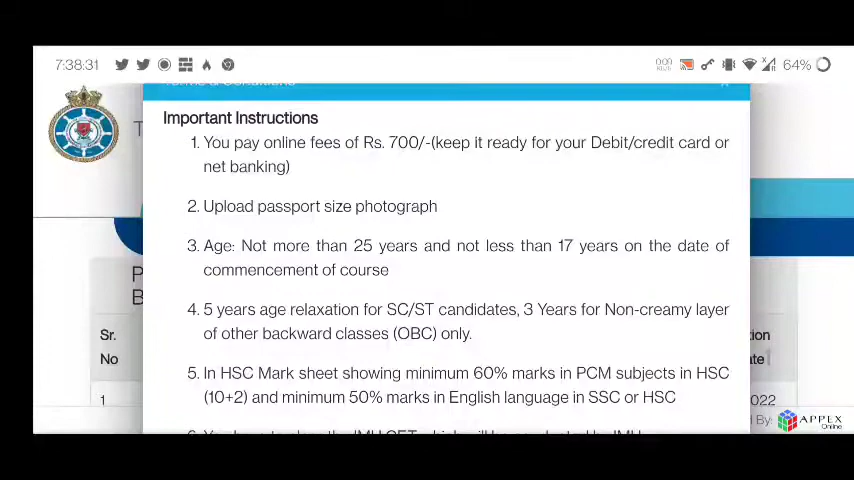 7:38:31
64%
Important Instructions
1. You pay online fees of Rs. 700/-(keep it ready for your Debit/credit card or
net banking)
2. Upload passport size photograph
3. Age: Not more than 25 years and not less than 17 years on the date of
commencement of course
4. 5 years age relaxation for SC/ST candidates, 3 Years for Non-creamy layer
of other backward classes (OBC) only.
5. In HSC Mark sheet showing minimum 60% marks in PCM subjects in HSC
(10+2) and minimum 50% marks in English language in SSC or HSC
Sr.
No
1
By:
APPEX
Online